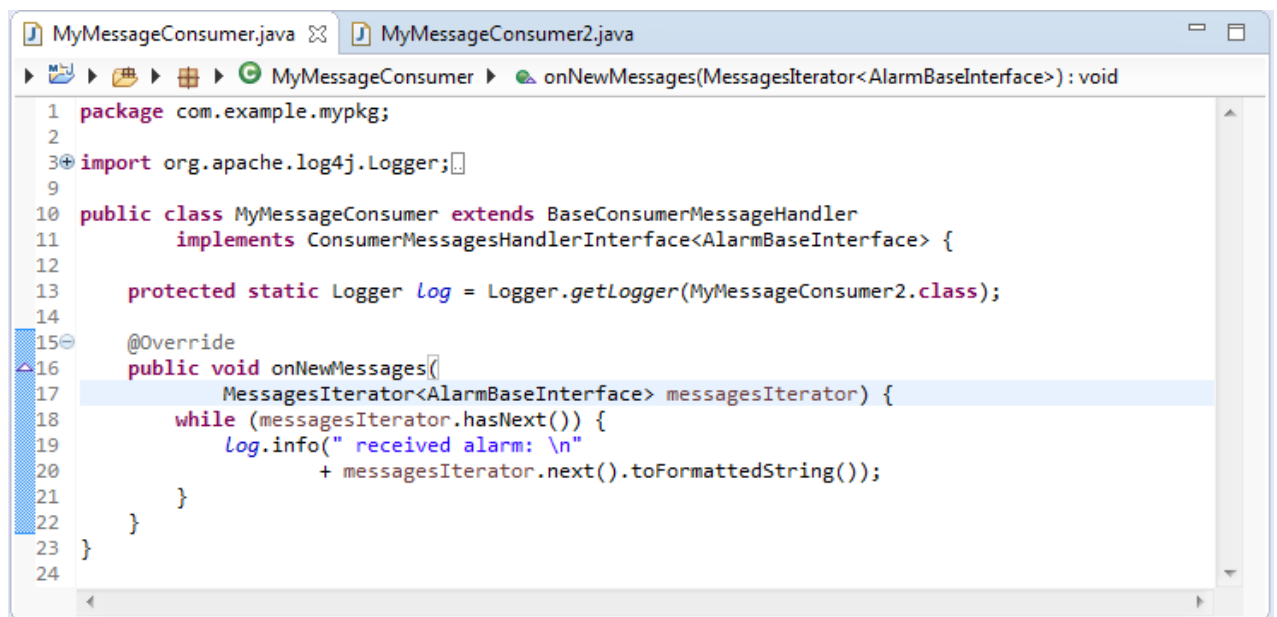 MyMessageConsumer.java MyMessageConsumer2.java
MyMessageConsumer onNewMessages(MessagesIterator<AlarmBaseInterface>) : void
1 package com.example.mypkg;
2
3 import org.apache.log4j.Logger;
9
10 public class MyMessageConsumer extends BaseConsumerMessageHandler
11 implements ConsumerMessagesHandlerInterface<AlarmBaseInterface> {
12
13 protected static Logger log = Logger.getLogger(MyMessageConsumer2.class);
14
15 @Override
16 public void onNewMessages(
17 MessagesIterator<AlarmBaseInterface> messagesIterator) {
18 while (messagesIterator.hasNext()) {
19 log.info(" received alarm: \n"
20 + messagesIterator.next().toFormattedString());
21 }
22 }
23 }
24